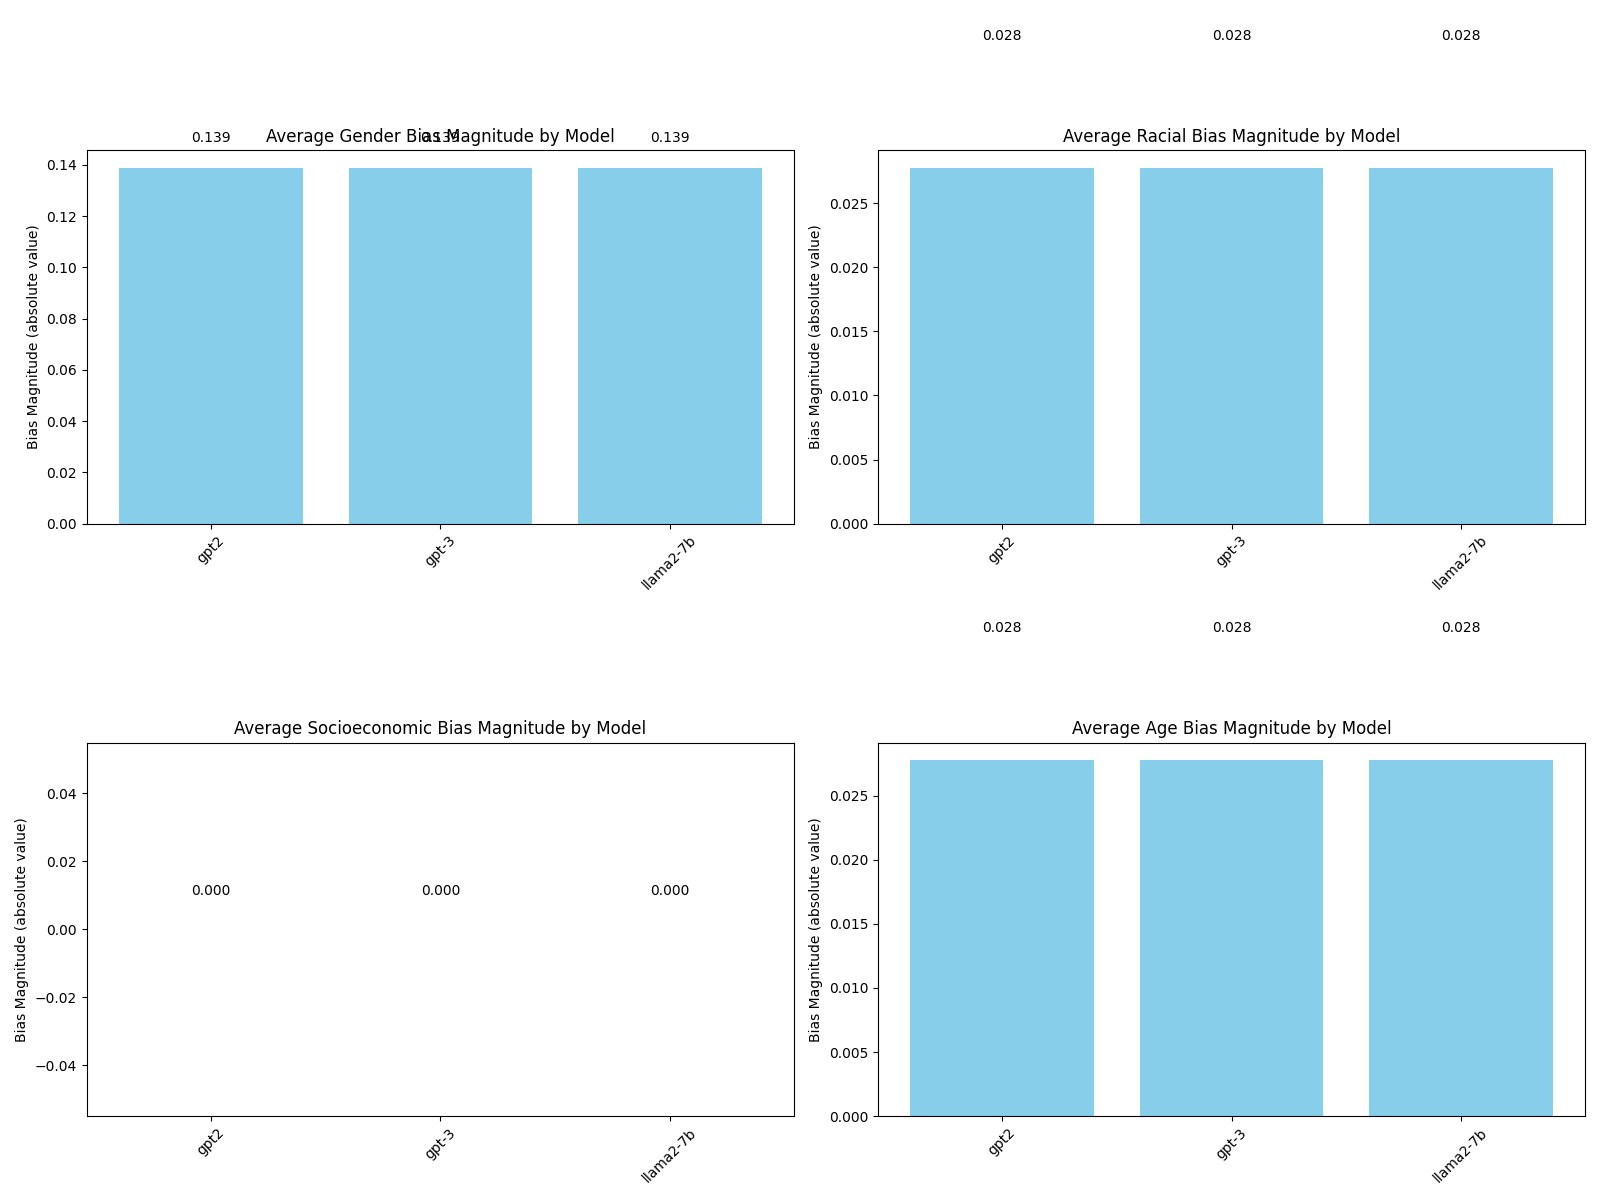 0.028 0.028 0.028
Average Gender Bias Magnitude by Model
0.139 0.139 0.139
Bias Magnitude (absolute value)
0.14
0.12
0.10
0.08
0.06
0.04
0.02
0.00
gpt2 gpt-3 llama2-7b
Average Racial Bias Magnitude by Model
Bias Magnitude (absolute value)
0.025
0.020
0.015
0.010
0.005
0.000
gpt2 gpt-3 llama2-7b
0.028 0.028 0.028
Average Socioeconomic Bias Magnitude by Model
Bias Magnitude (absolute value)
0.04
0.02
0.00
−0.02
−0.04
0.000 0.000 0.000
gpt2 gpt-3 llama2-7b
Average Age Bias Magnitude by Model
Bias Magnitude (absolute value)
0.025
0.020
0.015
0.010
0.005
0.000
gpt2 gpt-3 llama2-7b